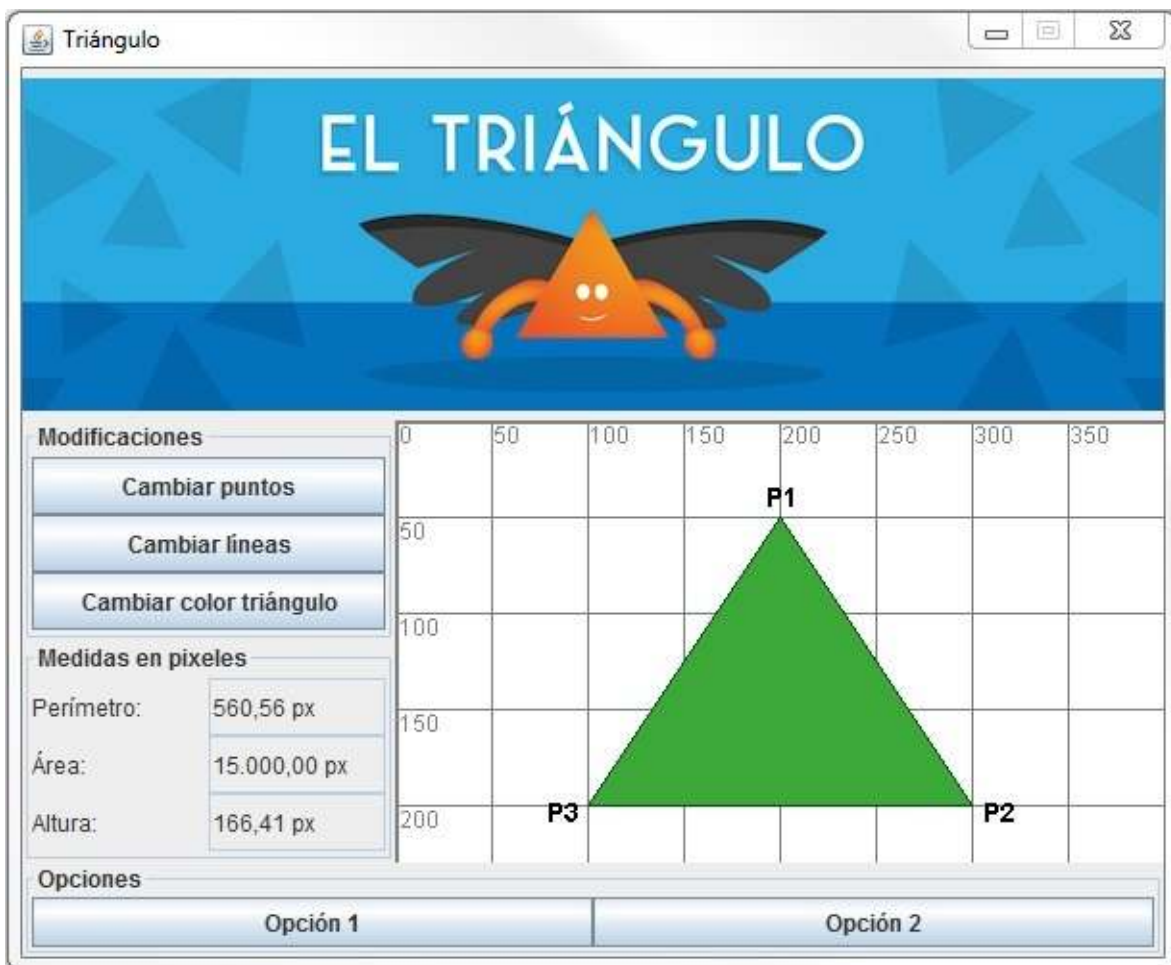 Triángulo
EL TRIÁNGULO
Modificaciones
Cambiar puntos
Cambiar líneas
Cambiar color triángulo
Medidas en pixeles
Perímetro: 560,56 px
Área: 15.000,00 px
Altura: 166,41 px
0 50 100 150 200 250 300 350
P1
50
100
150
200
P3 P2
Opciones
Opción 1 Opción 2